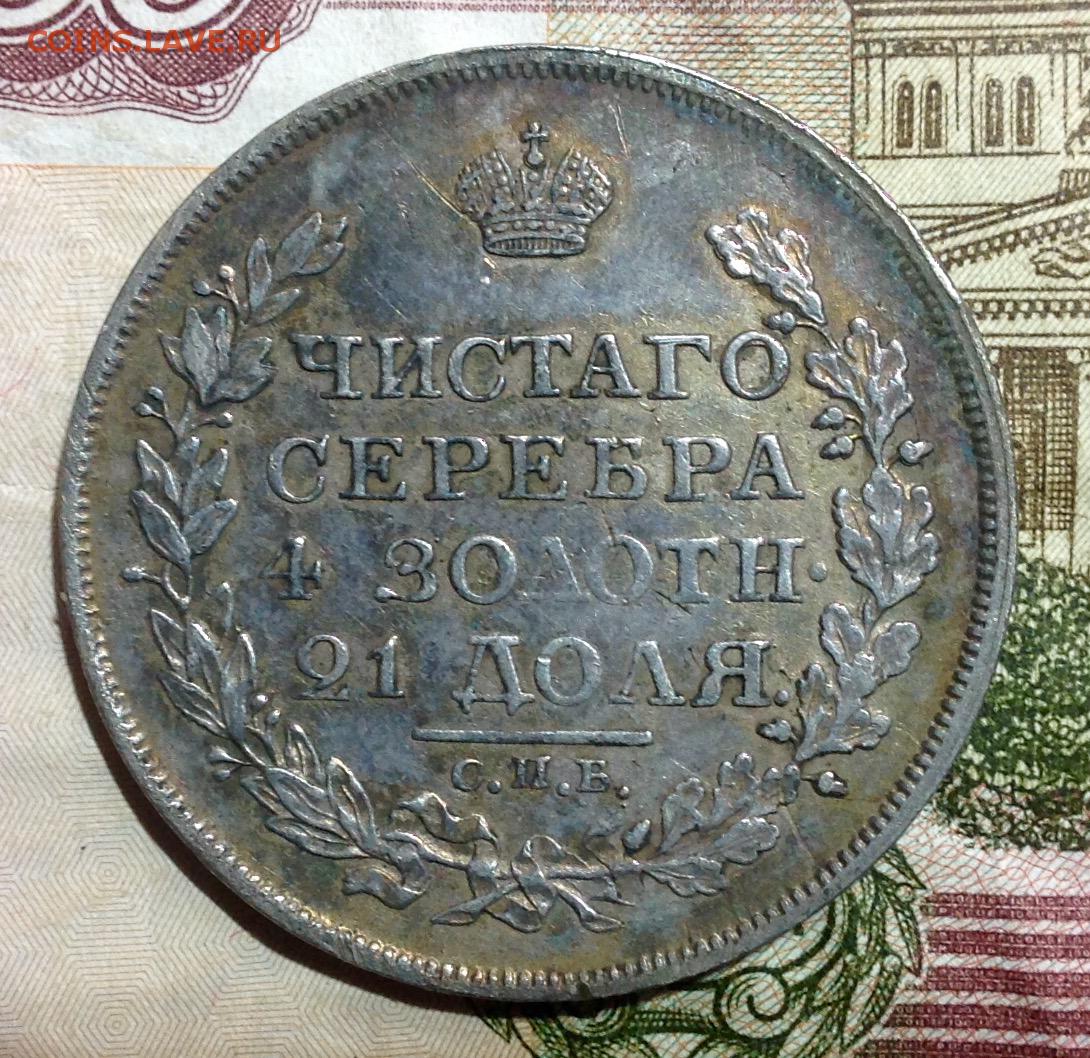 COINS.LAVE.RU
ЧИСТАГО
СЕРЕБРА
4 ЗОЛОТН·
21 ДОЛЯ.
С.П.Б.